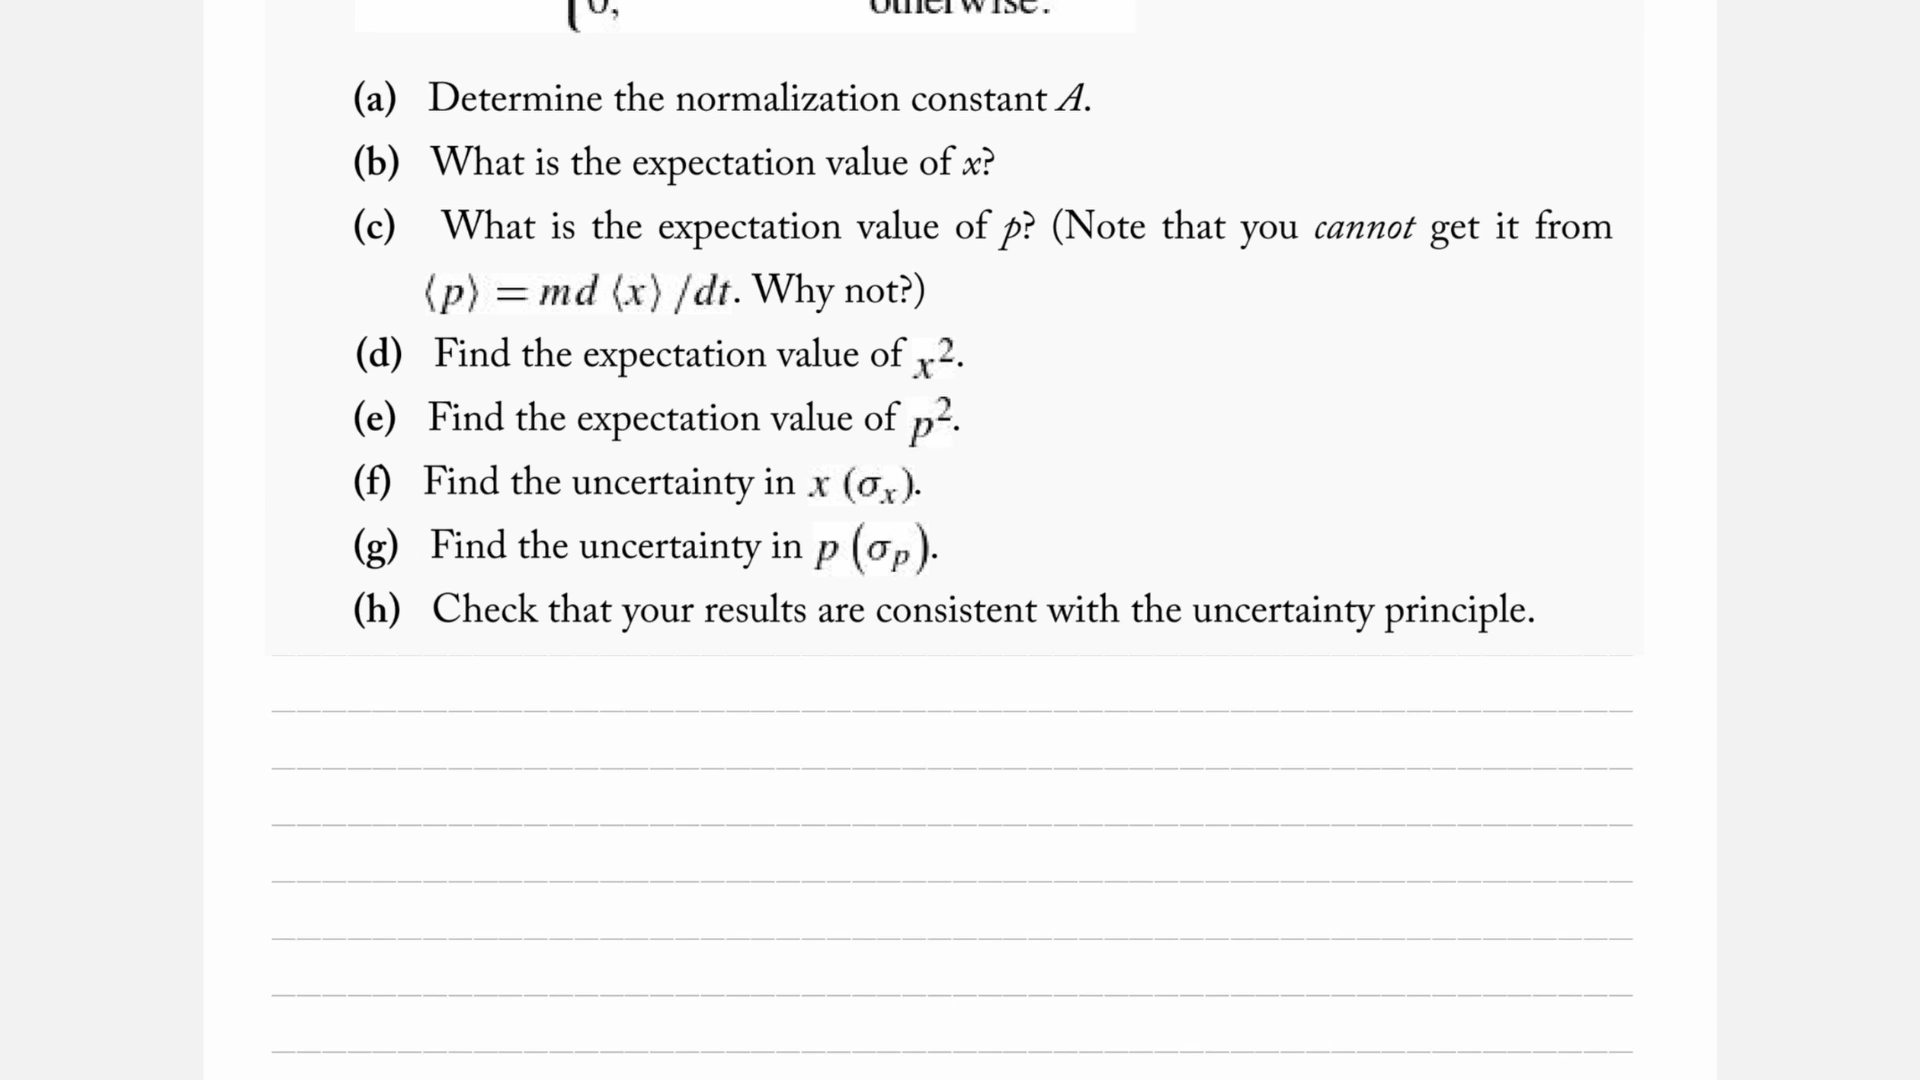 0, otherwise.
(a) Determine the normalization constant A.
(b) What is the expectation value of x?
(c) What is the expectation value of p? (Note that you cannot get it from
⟨p⟩ = md ⟨x⟩ /dt. Why not?)
(d) Find the expectation value of x².
(e) Find the expectation value of p².
(f) Find the uncertainty in x (σₓ).
(g) Find the uncertainty in p (σₚ).
(h) Check that your results are consistent with the uncertainty principle.